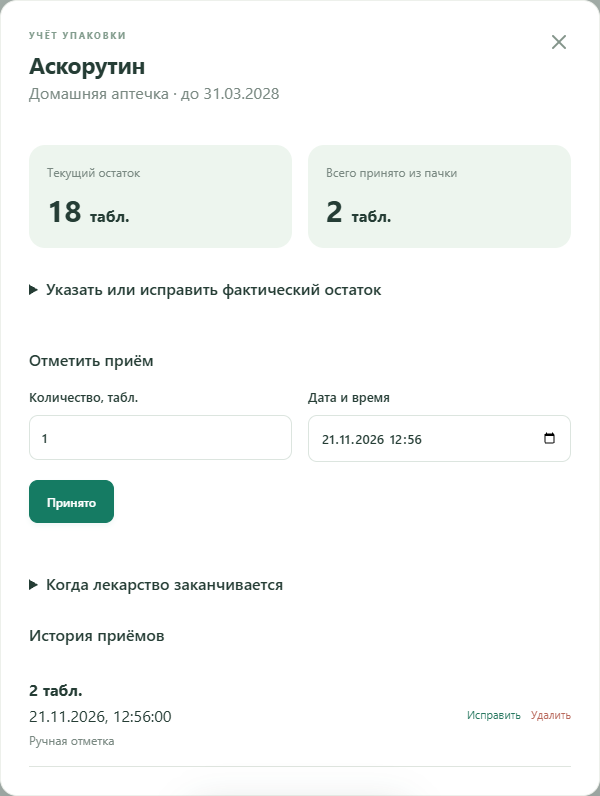 УЧЁТ УПАКОВКИ
Аскорутин
Домашняя аптечка · до 31.03.2028
Текущий остаток
18 табл.
Всего принято из пачки
2 табл.
Указать или исправить фактический остаток
Отметить приём
Количество, табл.
1
Дата и время
21.11.2026 12:56
Принято
Когда лекарство заканчивается
История приёмов
2 табл.
21.11.2026, 12:56:00
Исправить Удалить
Ручная отметка